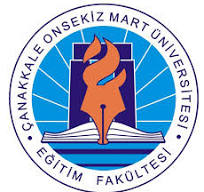 ÇANAKKALE ONSEKİZ MART ÜNİVERSİTESİ
EĞİTİM FAKÜLTESİ